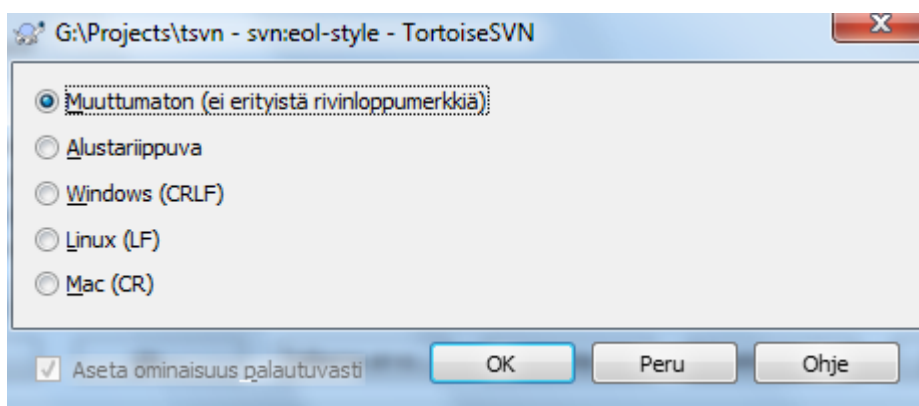 G:\Projects\tsvn - svn:eol-style - TortoiseSVN
Muuttumaton (ei erityistä rivinloppumerkkiä)
Alustariippuva
Windows (CRLF)
Linux (LF)
Mac (CR)
Aseta ominaisuus palautuvasti OK Peru Ohje